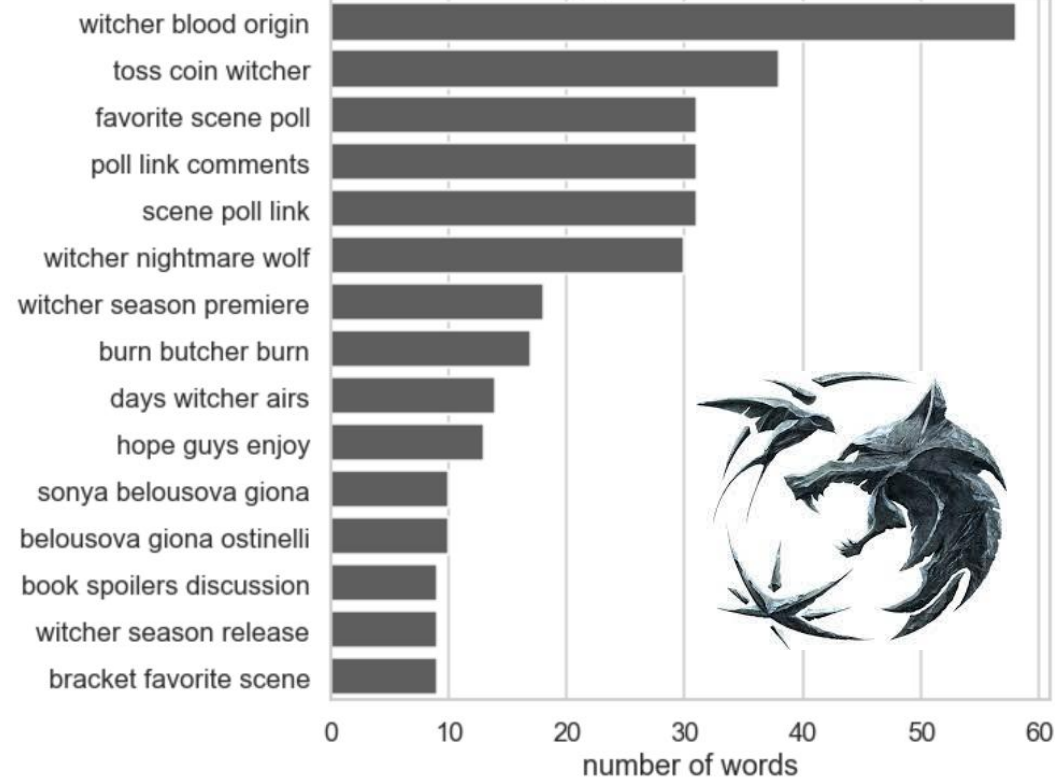 witcher blood origin
toss coin witcher
favorite scene poll
poll link comments
scene poll link
witcher nightmare wolf
witcher season premiere
burn butcher burn
days witcher airs
hope guys enjoy
sonya belousova giona
belousova giona ostinelli
book spoilers discussion
witcher season release
bracket favorite scene
0 10 20 30 40 50 60
number of words